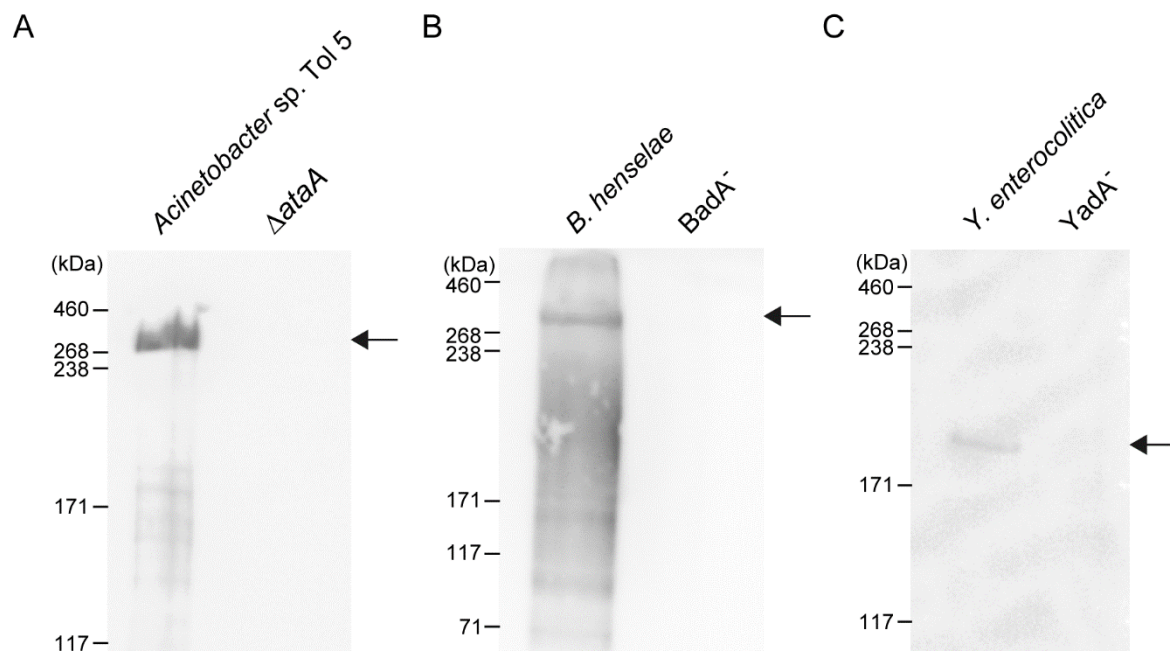 A
Acinetobacter sp. Tol 5
ΔataA
(kDa)
460
268
238
171
117
B
B. henselae
BadA⁻
(kDa)
460
268
238
171
117
71
C
Y. enterocolitica
YadA⁻
(kDa)
460
268
238
171
117